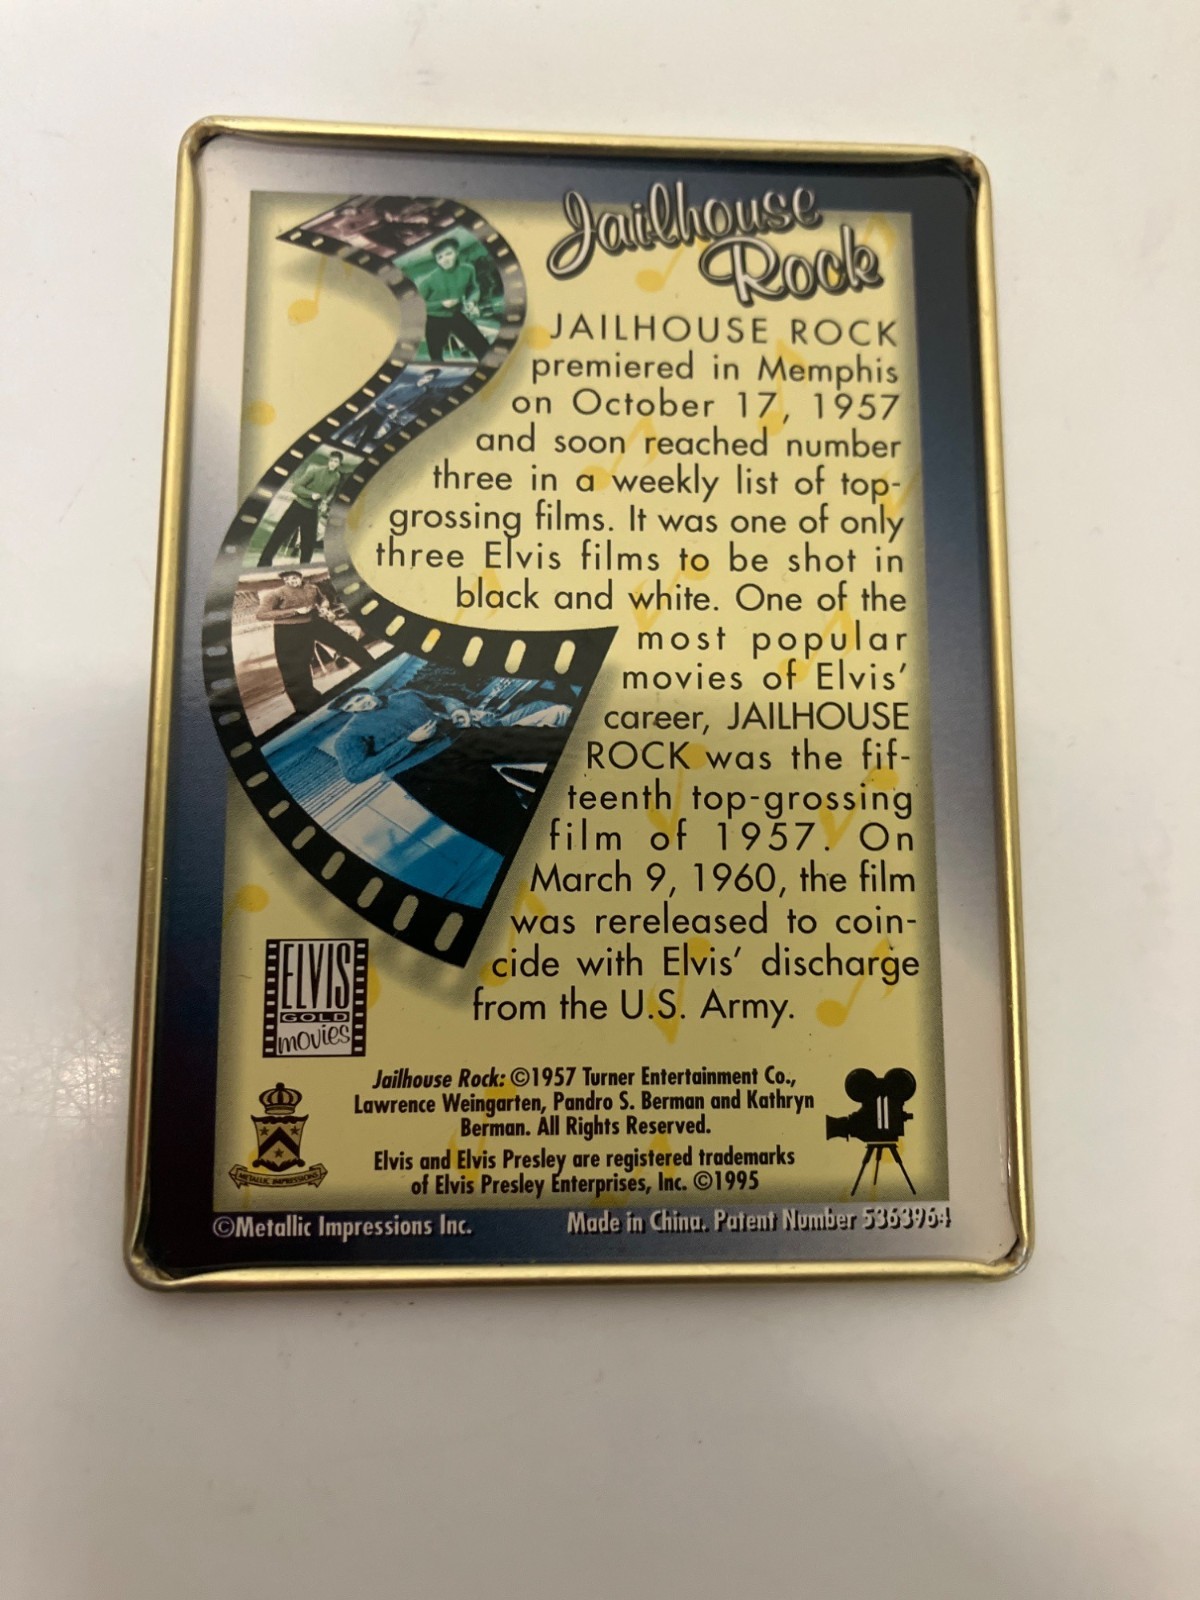 Jailhouse
Rock
JAILHOUSE ROCK
premiered in Memphis
on October 17, 1957
and soon reached number
three in a weekly list of top-
grossing films. It was one of only
three Elvis films to be shot in
black and white. One of the
most popular
movies of Elvis'
career, JAILHOUSE
ROCK was the fif-
teenth top-grossing
film of 1957. On
March 9, 1960, the film
was rereleased to coin-
cide with Elvis' discharge
from the U.S. Army.
ELVIS
GOLD
movies
Jailhouse Rock: ©1957 Turner Entertainment Co.,
Lawrence Weingarten, Pandro S. Berman and Kathryn
Berman. All Rights Reserved.
Elvis and Elvis Presley are registered trademarks
of Elvis Presley Enterprises, Inc. ©1995
11
METALLIC IMPRESSIONS
©Metallic Impressions Inc.
Made in China. Patent Number 5363964